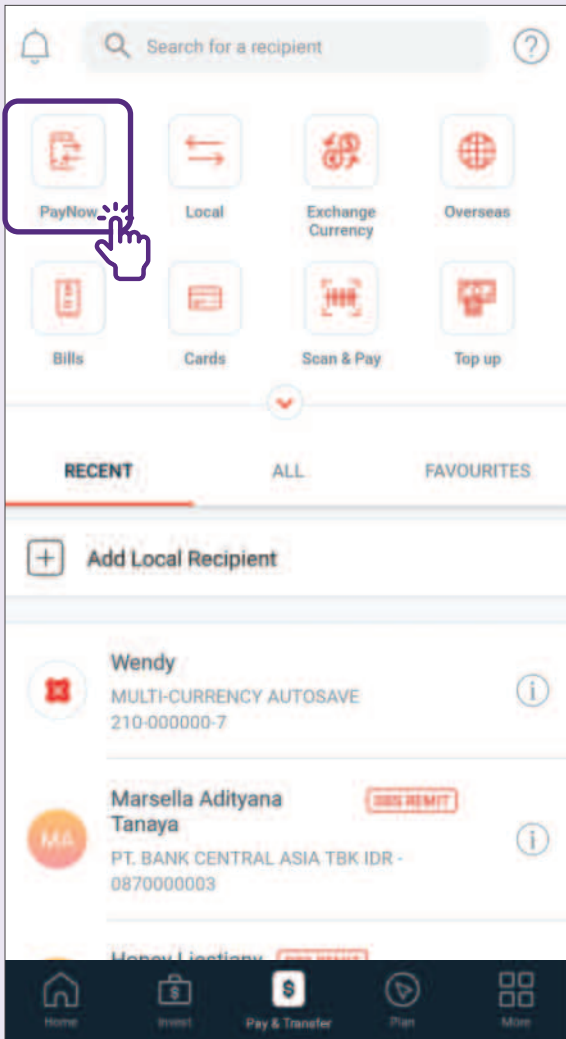 Search for a recipient
PayNow
Local
Exchange
Currency
Overseas
Bills
Cards
Scan & Pay
Top up
RECENT
ALL
FAVOURITES
Add Local Recipient
Wendy
MULTI-CURRENCY AUTOSAVE
210-000000-7
Marsella Adityana
Tanaya
DBS REMIT
MA
PT. BANK CENTRAL ASIA TBK IDR -
0870000003
Home
Invest
Pay & Transfer
Plan
More